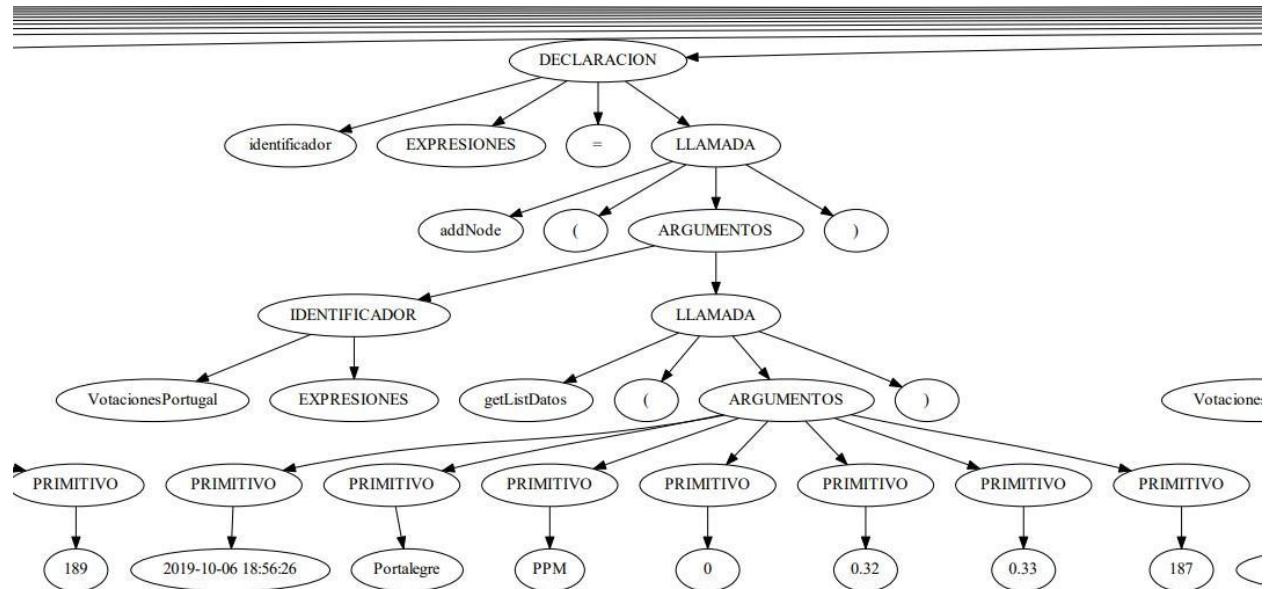 DECLARACION
identificador EXPRESIONES = LLAMADA
addNode ( ARGUMENTOS )
IDENTIFICADOR LLAMADA
VotacionesPortugal EXPRESIONES getListDatos ( ARGUMENTOS ) Votaciones
PRIMITIVO PRIMITIVO PRIMITIVO PRIMITIVO PRIMITIVO PRIMITIVO PRIMITIVO PRIMITIVO
189 2019-10-06 18:56:26 Portalegre PPM 0 0.32 0.33 187